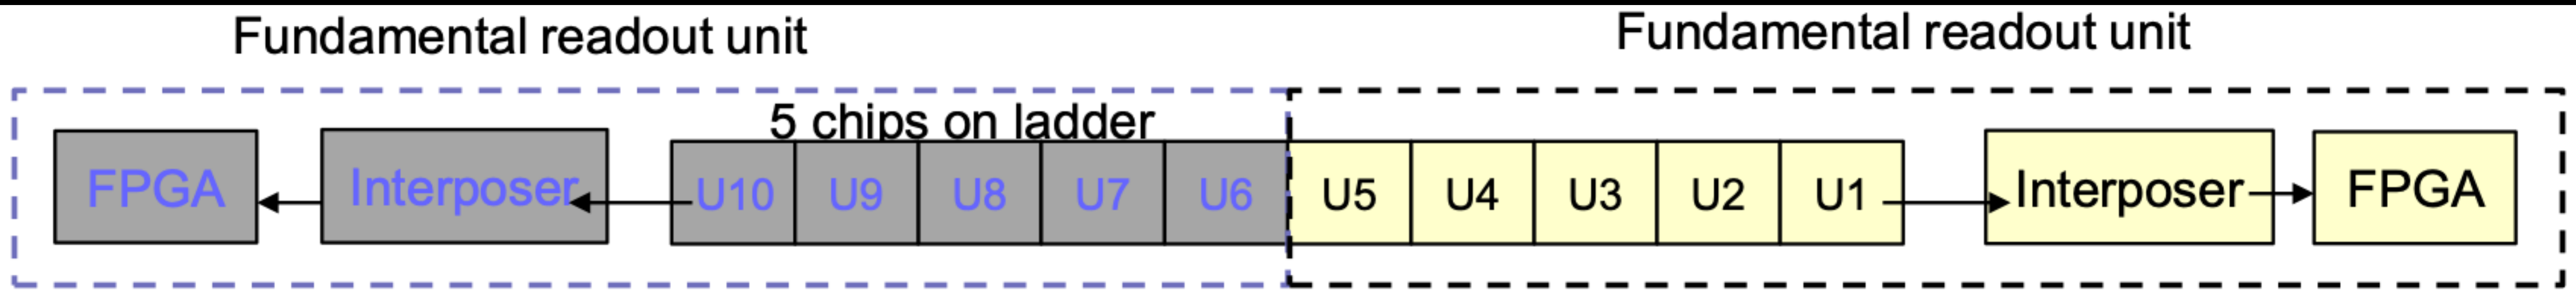 Fundamental readout unit
Fundamental readout unit
5 chips on ladder
FPGA
Interposer
U10
U9
U8
U7
U6
U5
U4
U3
U2
U1
Interposer
FPGA